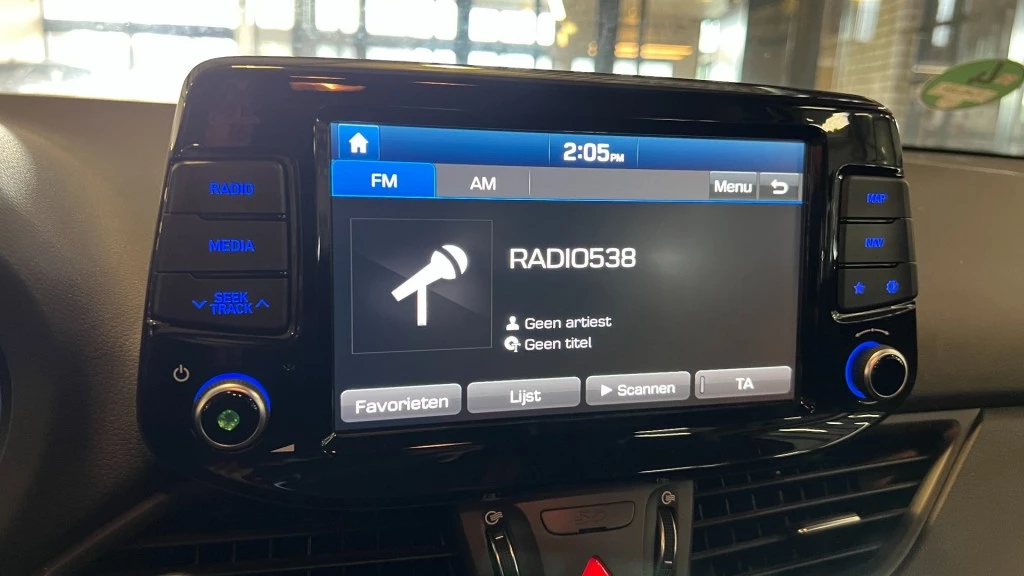 2:05PM
FM
AM
Menu
RADIO
MEDIA
SEEK
TRACK
MAP
NAV
RADIO538
Geen artiest
Geen titel
Favorieten
Lijst
Scannen
TA